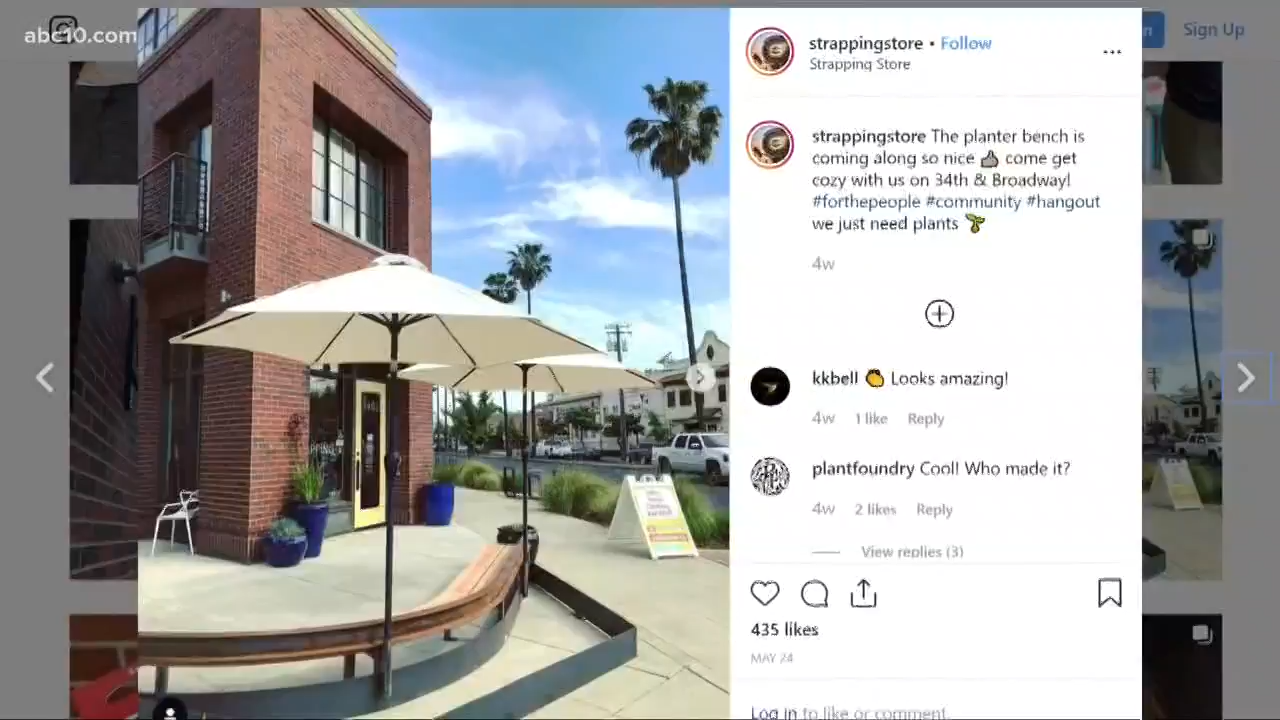 abc10.com
Sign Up
strappingstore • Follow
Strapping Store
strappingstore The planter bench is
coming along so nice 👍 come get
cozy with us on 34th & Broadway!
#forthepeople #community #hangout
we just need plants 🌱
4w
kkbell 👏 Looks amazing!
4w 1 like Reply
plantfoundry Cool! Who made it?
4w 2 likes Reply
View replies (3)
435 likes
MAY 24
Log in to like or comment.